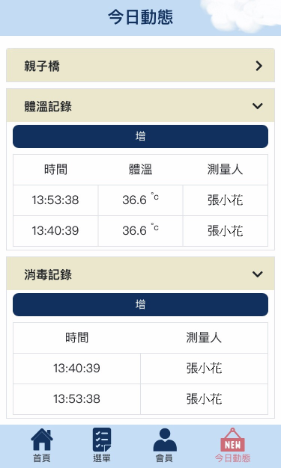 今日動態
親子橋
體溫記錄
增
時間 體溫 測量人
13:53:38 36.6 °C 張小花
13:40:39 36.6 °C 張小花
消毒記錄
增
時間 測量人
13:40:39 張小花
13:53:38 張小花
NEW
首頁 選單 會員 今日動態